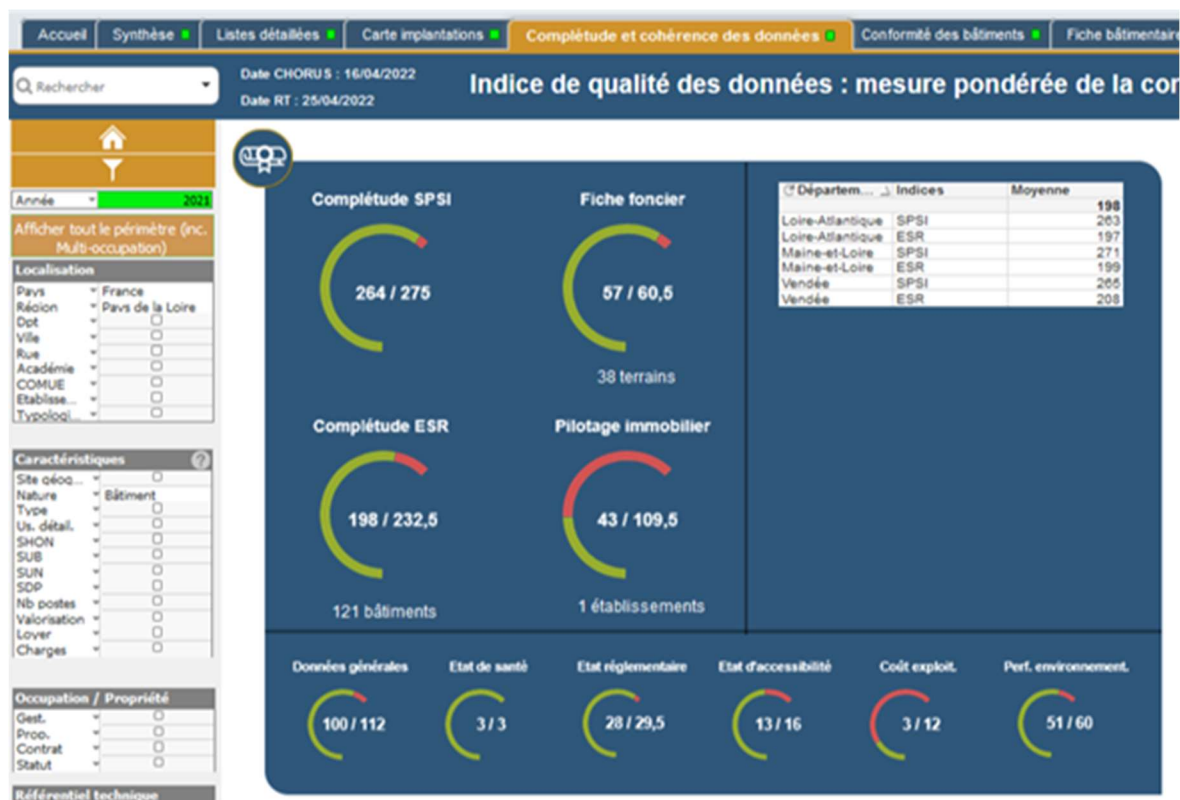 Accueil
Synthèse
Listes détaillées
Carte implantations
Complétude et cohérence des données
Conformité des bâtiments
Fiche bâtimentaire
Rechercher
Date CHORUS : 16/04/2022
Date RT : 25/04/2022
Indice de qualité des données : mesure pondérée de la cor
Année 2021
Afficher tout le périmètre (inc.
Multi-occupation)
Localisation
Pays France
Région Pays de la Loire
Dpt
Ville
Rue
Académie
COMUE
Etablisse...
Typologi...
Caractéristiques
Site géog...
Nature Bâtiment
Type
Us. détail.
SHON
SUB
SUN
SDP
Nb postes
Valorisation
Loyer
Charges
Occupation / Propriété
Gest.
Prop.
Contrat
Statut
Référentiel technique
Complétude SPSI
264 / 275
Fiche foncier
57 / 60,5
38 terrains
Complétude ESR
198 / 232,5
121 bâtiments
Pilotage immobilier
43 / 109,5
1 établissements
Départem... Indices Moyenne
198
Loire-Atlantique SPSI 263
Loire-Atlantique ESR 197
Maine-et-Loire SPSI 271
Maine-et-Loire ESR 199
Vendée SPSI 265
Vendée ESR 208
Données générales
100 / 112
Etat de santé
3 / 3
Etat réglementaire
28 / 29,5
Etat d'accessibilité
13 / 16
Coût exploit.
3 / 12
Perf. environnement.
51 / 60